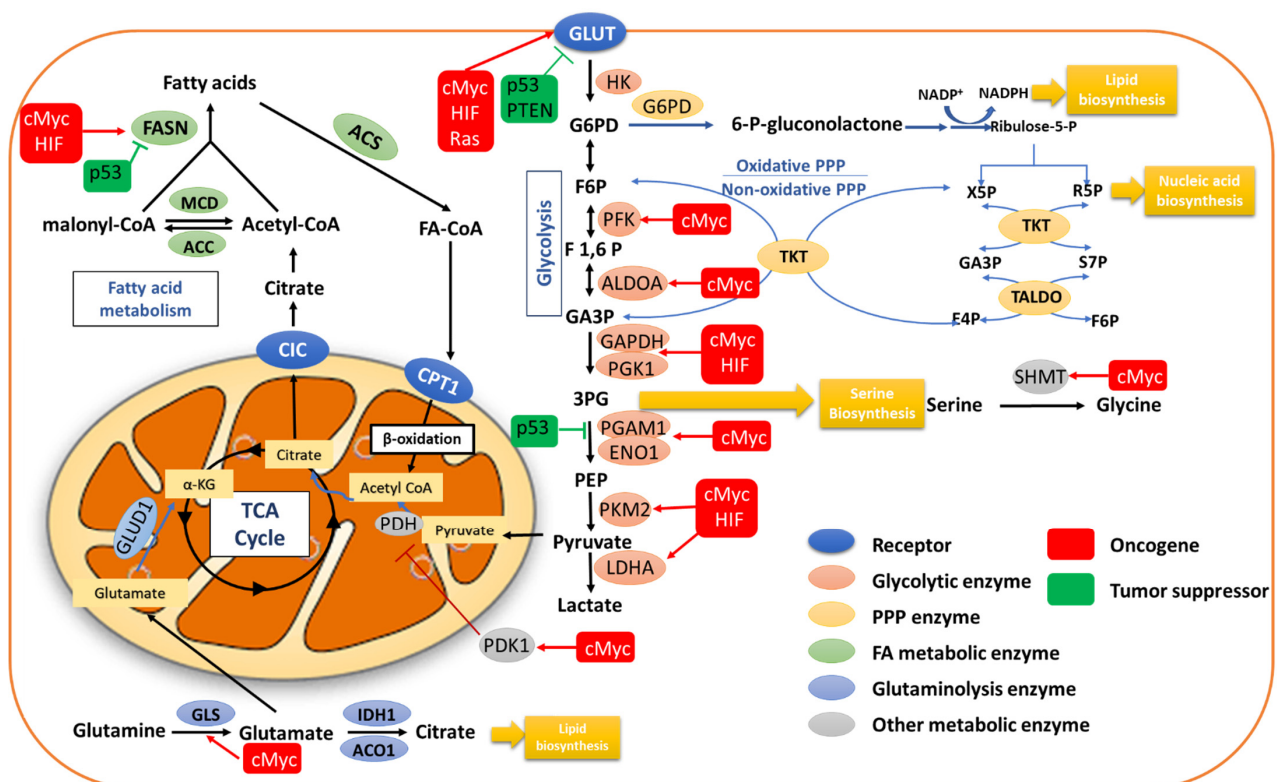 GLUT
Fatty acids
cMyc
HIF
FASN
p53
ACS
cMyc
HIF
Ras
p53
PTEN
HK
G6PD
G6PD
6-P-gluconolactone
NADP+
NADPH
Ribulose-5-P
Lipid
biosynthesis
Oxidative PPP
Non-oxidative PPP
Glycolysis
F6P
PFK
cMyc
F 1,6 P
ALDOA
cMyc
GA3P
TKT
X5P
R5P
Nucleic acid
biosynthesis
TKT
GA3P
S7P
TALDO
F4P
F6P
MCD
malonyl-CoA
Acetyl-CoA
ACC
FA-CoA
Fatty acid
metabolism
Citrate
CIC
CPT1
GAPDH
PGK1
cMyc
HIF
3PG
Serine
Biosynthesis
Serine
SHMT
cMyc
Glycine
p53
PGAM1
ENO1
cMyc
PEP
PKM2
cMyc
HIF
Pyruvate
LDHA
Lactate
β-oxidation
Citrate
α-KG
Acetyl CoA
TCA
Cycle
PDH
Pyruvate
GLUD1
Glutamate
PDK1
cMyc
Glutamine
GLS
Glutamate
cMyc
IDH1
ACO1
Citrate
Lipid
biosynthesis
Receptor
Glycolytic enzyme
PPP enzyme
FA metabolic enzyme
Glutaminolysis enzyme
Other metabolic enzyme
Oncogene
Tumor suppressor